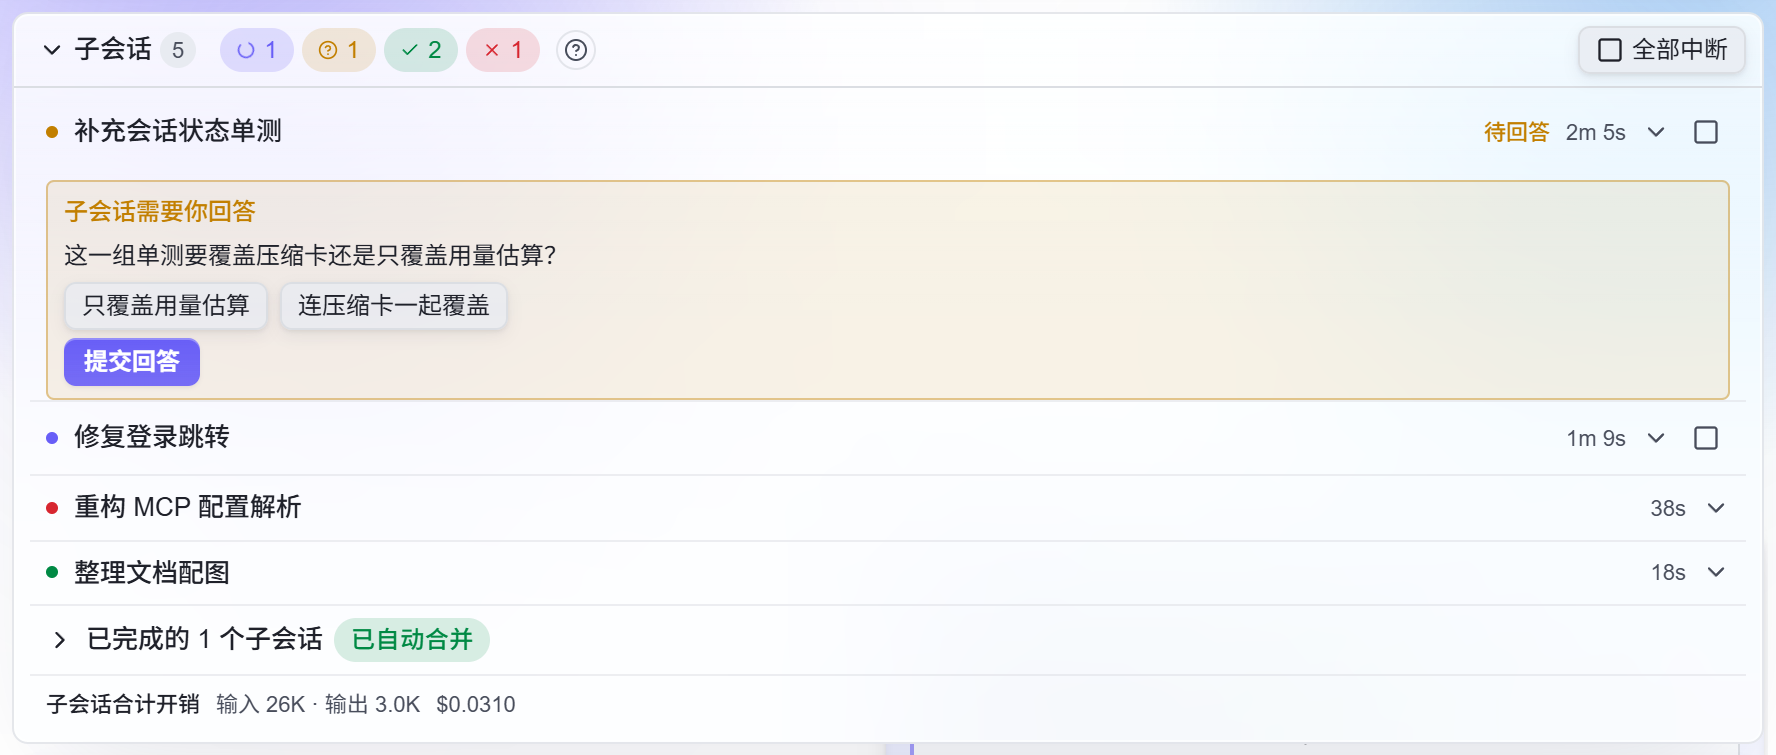 子会话 5 1 1 2 1 全部中断
补充会话状态单测 待回答 2m 5s
子会话需要你回答
这一组单测要覆盖压缩卡还是只覆盖用量估算?
只覆盖用量估算 连压缩卡一起覆盖
提交回答
修复登录跳转 1m 9s
重构 MCP 配置解析 38s
整理文档配图 18s
已完成的 1 个子会话 已自动合并
子会话合计开销 输入 26K · 输出 3.0K $0.0310